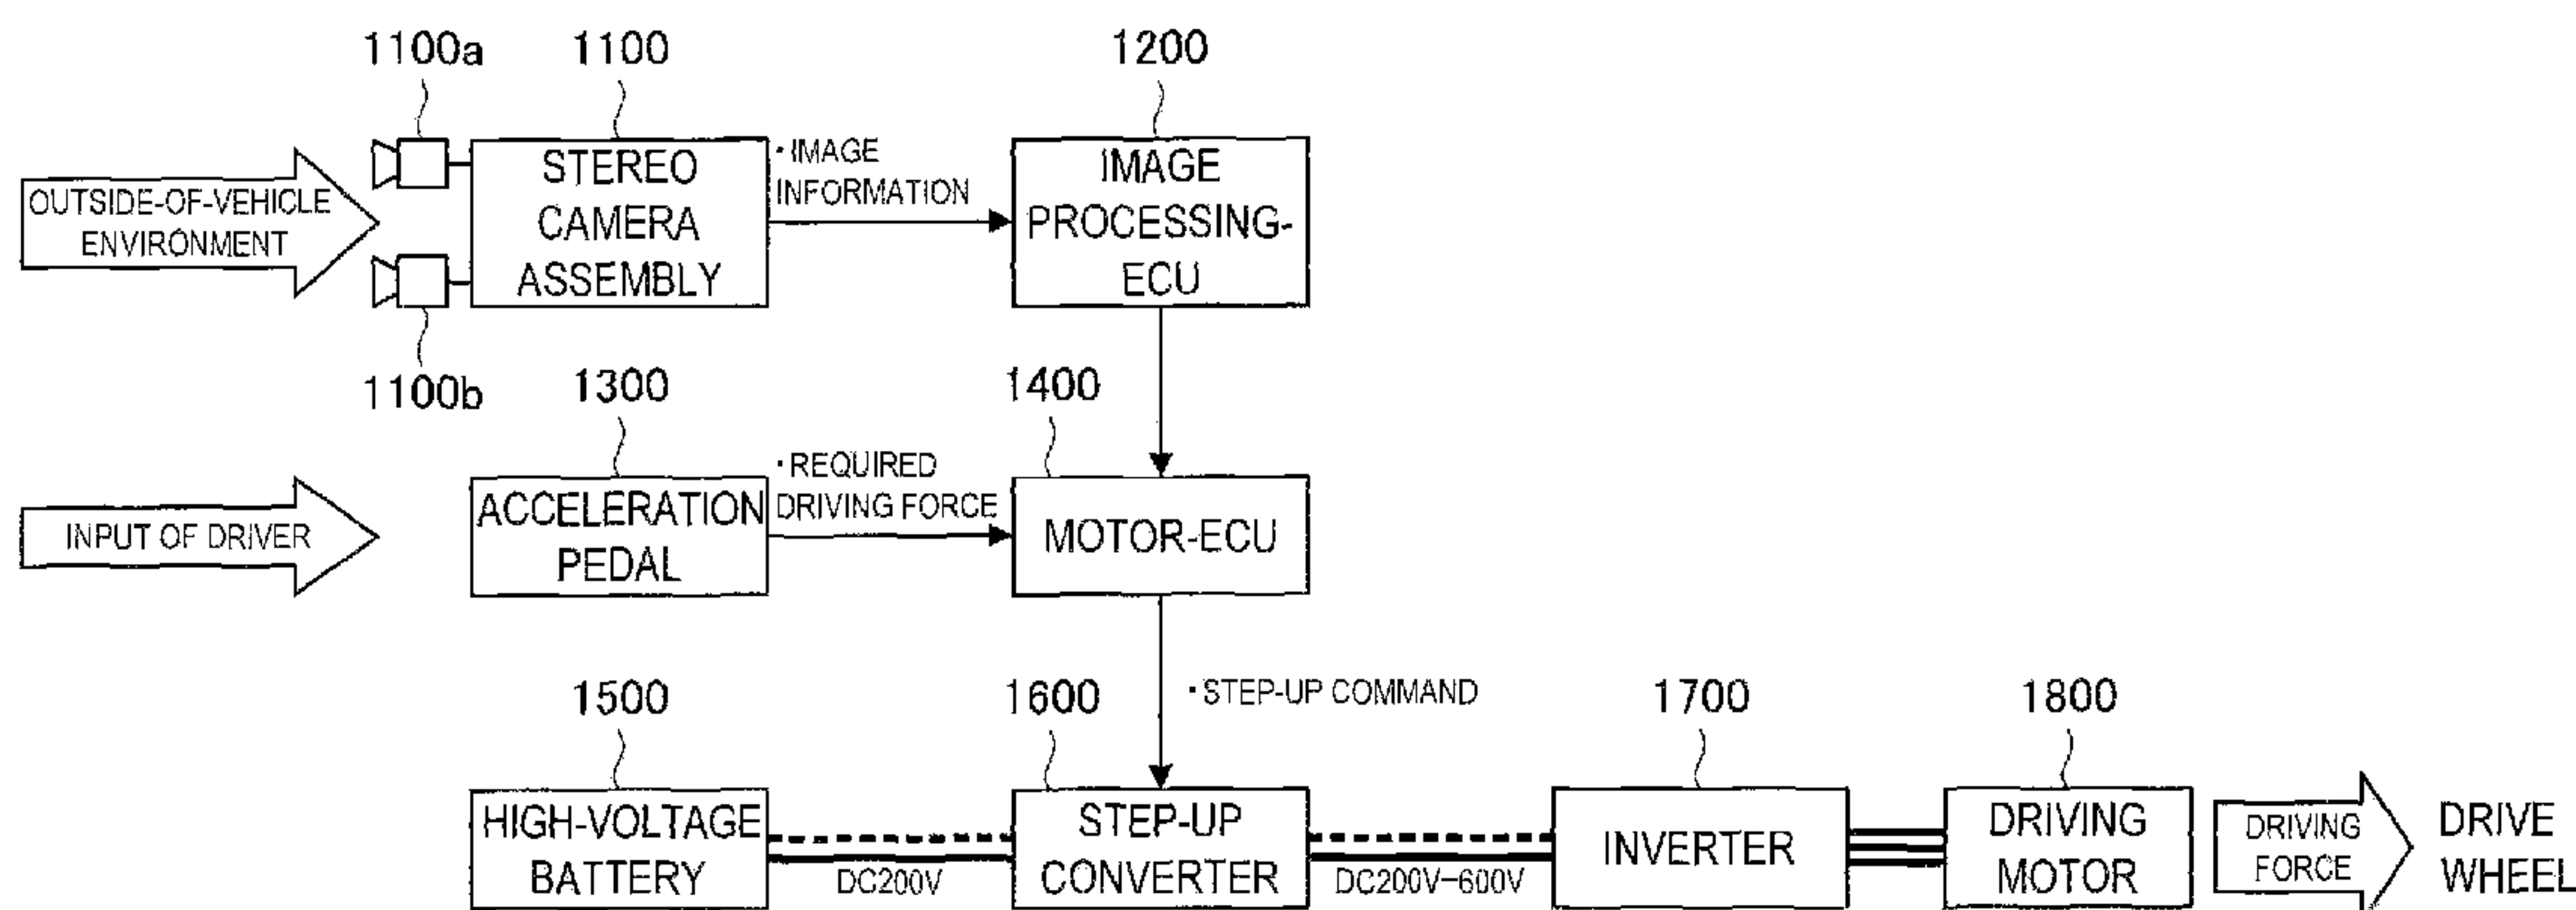 1100a
1100
1200
OUTSIDE-OF-VEHICLE
ENVIRONMENT
STEREO
CAMERA
ASSEMBLY
・IMAGE
INFORMATION
IMAGE
PROCESSING-
ECU
1100b
1300
1400
INPUT OF DRIVER
ACCELERATION
PEDAL
・REQUIRED
DRIVING FORCE
MOTOR-ECU
・STEP-UP COMMAND
1500
1600
1700
1800
HIGH-VOLTAGE
BATTERY
DC200V
STEP-UP
CONVERTER
DC200V-600V
INVERTER
DRIVING
MOTOR
DRIVING
FORCE
DRIVE
WHEEL